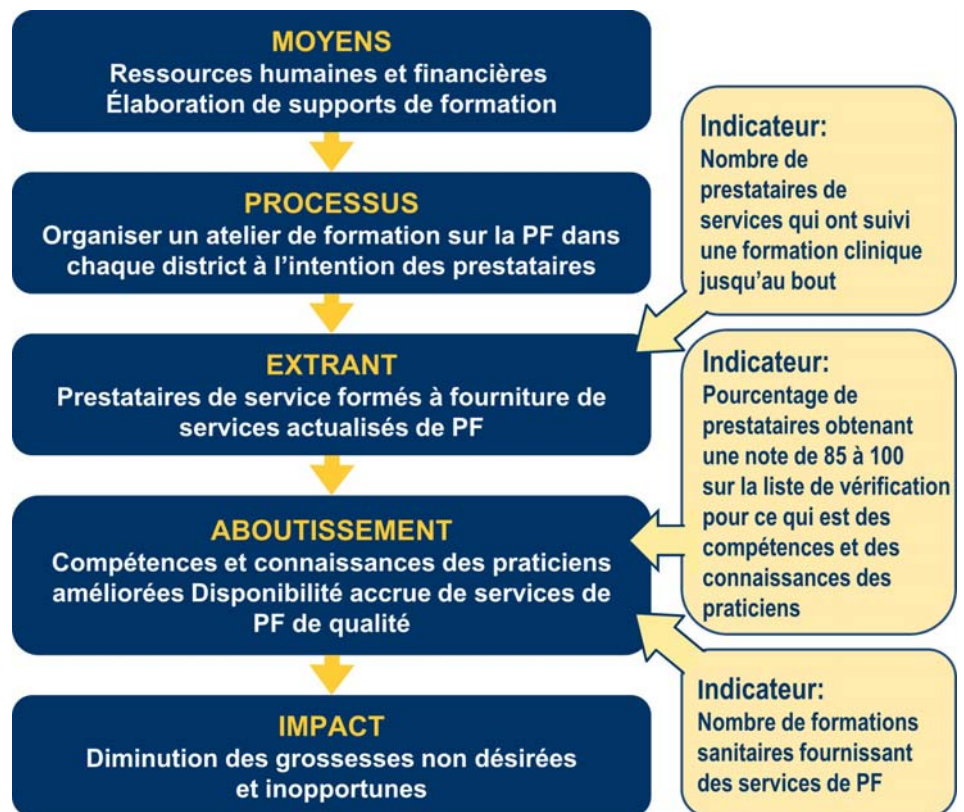 MOYENS
Ressources humaines et financières
Élaboration de supports de formation
PROCESSUS
Organiser un atelier de formation sur la PF dans
chaque district à l’intention des prestataires
EXTRANT
Prestataires de service formés à fourniture de
services actualisés de PF
ABOUTISSEMENT
Compétences et connaissances des praticiens
améliorées Disponibilité accrue de services de
PF de qualité
IMPACT
Diminution des grossesses non désirées
et inopportunes
Indicateur:
Nombre de
prestataires de
services qui ont suivi
une formation clinique
jusqu’au bout
Indicateur:
Pourcentage de
prestataires obtenant
une note de 85 à 100
sur la liste de vérification
pour ce qui est des
compétences et des
connaissances des
praticiens
Indicateur:
Nombre de formations
sanitaires fournissant
des services de PF